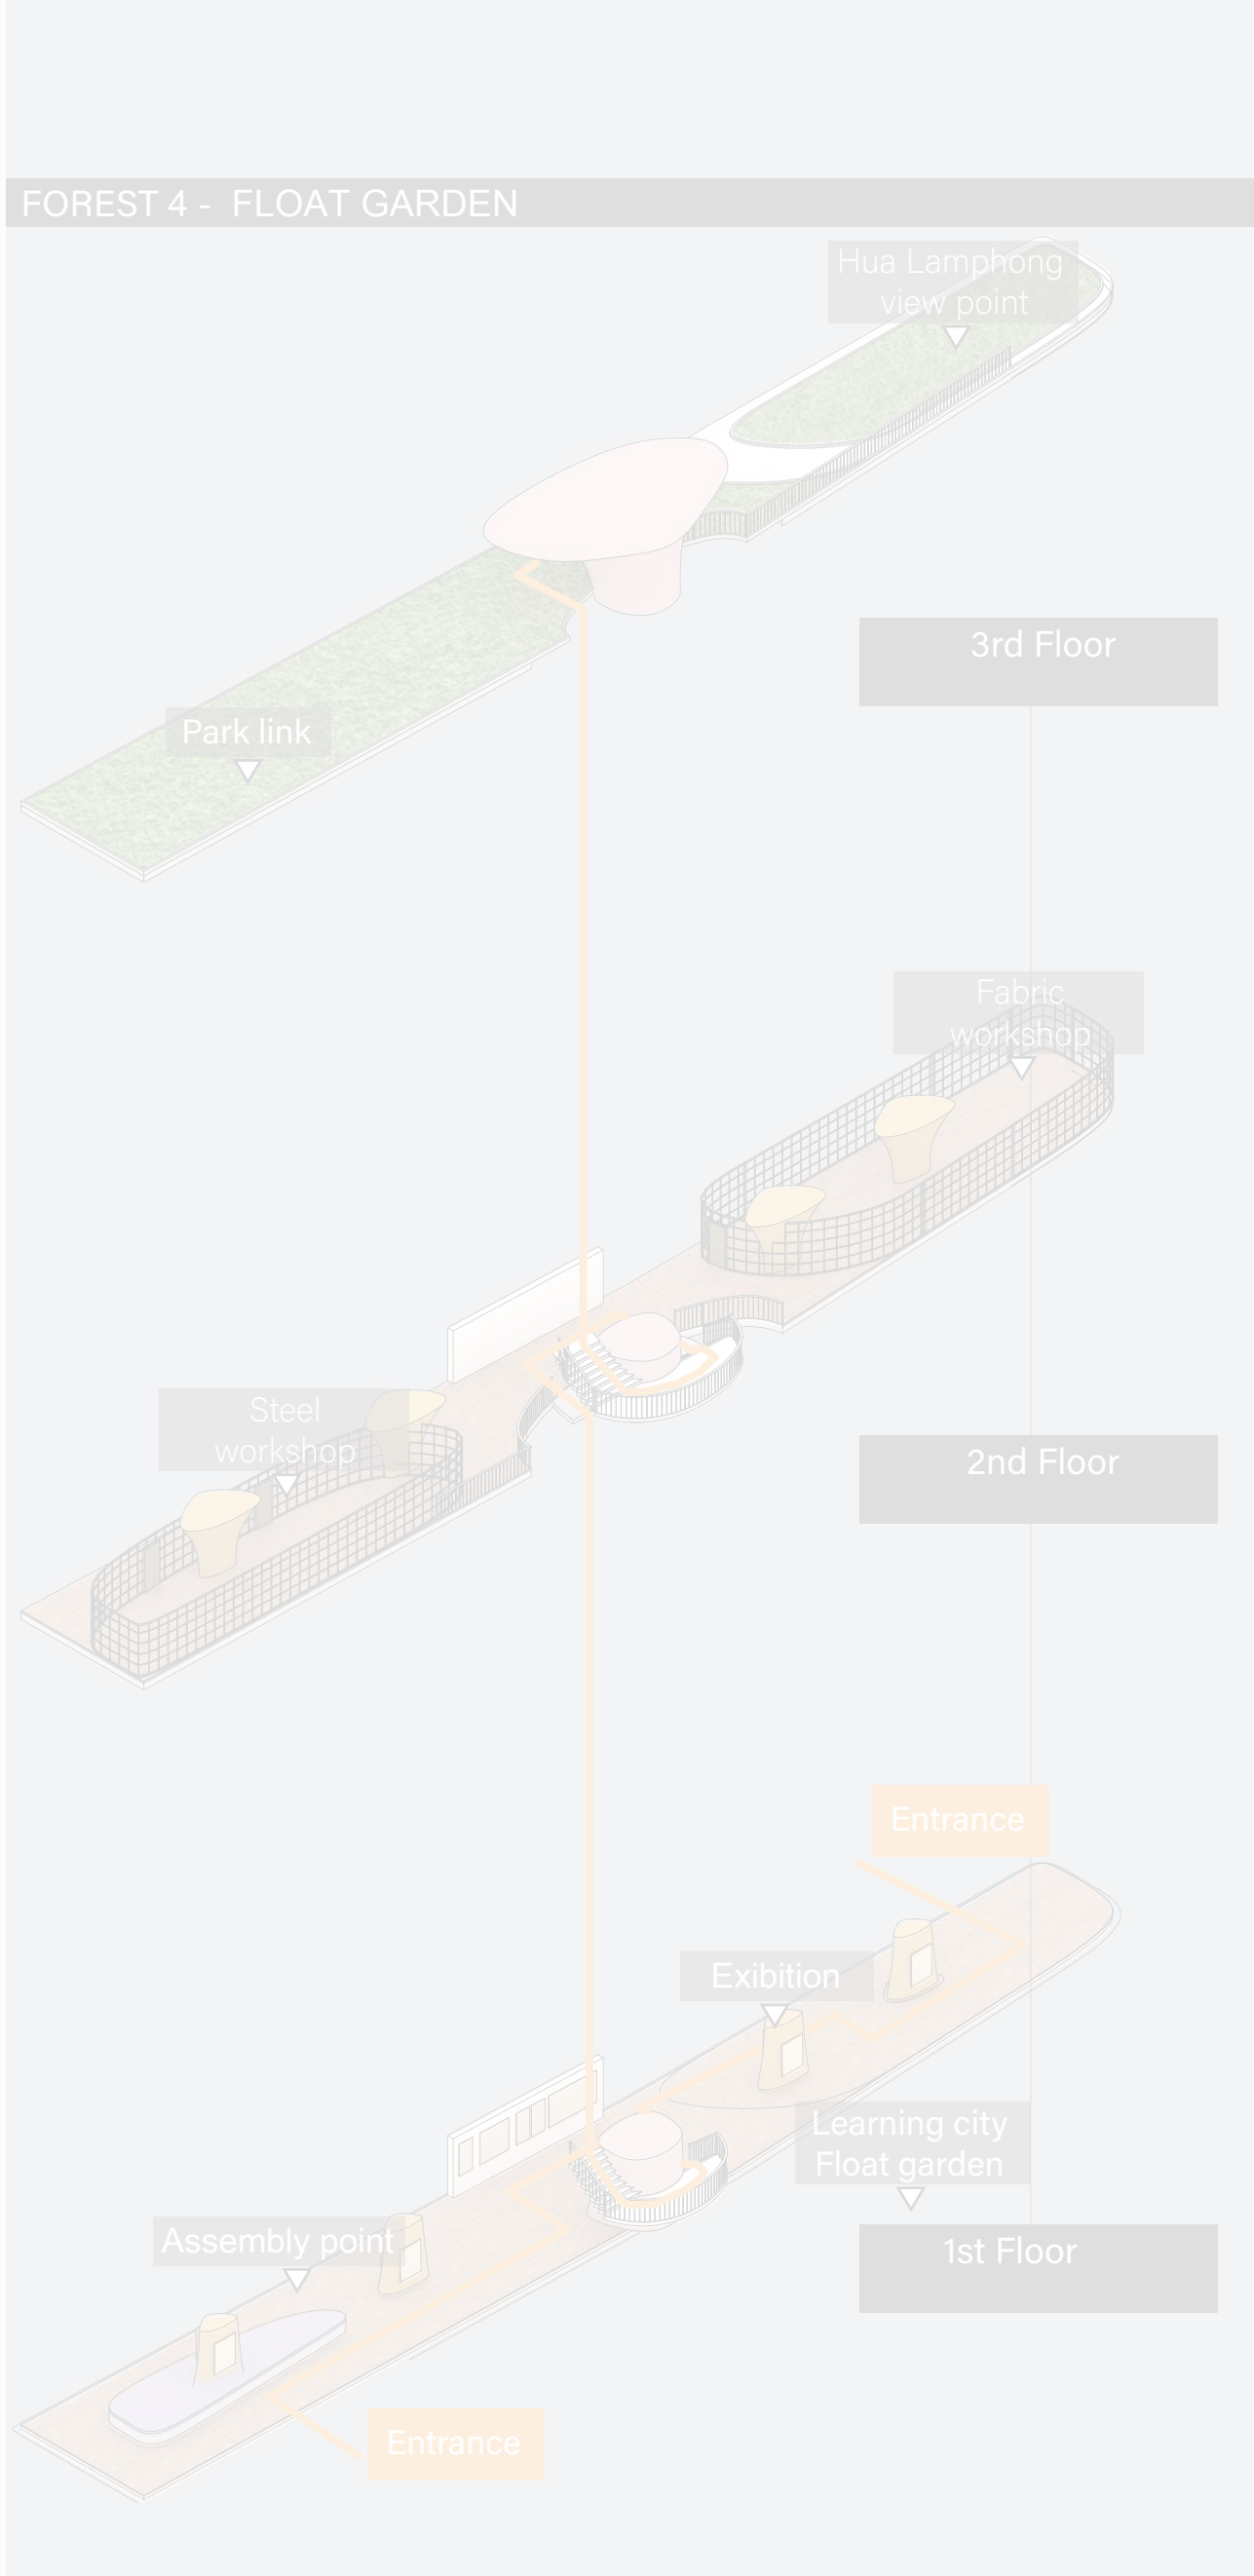 FOREST 4 - FLOAT GARDEN
Hua Lamphong
view point
3rd Floor
Park link
Fabric
workshop
Steel
workshop
2nd Floor
Entrance
Exibition
Learning city
Float garden
Assembly point
1st Floor
Entrance